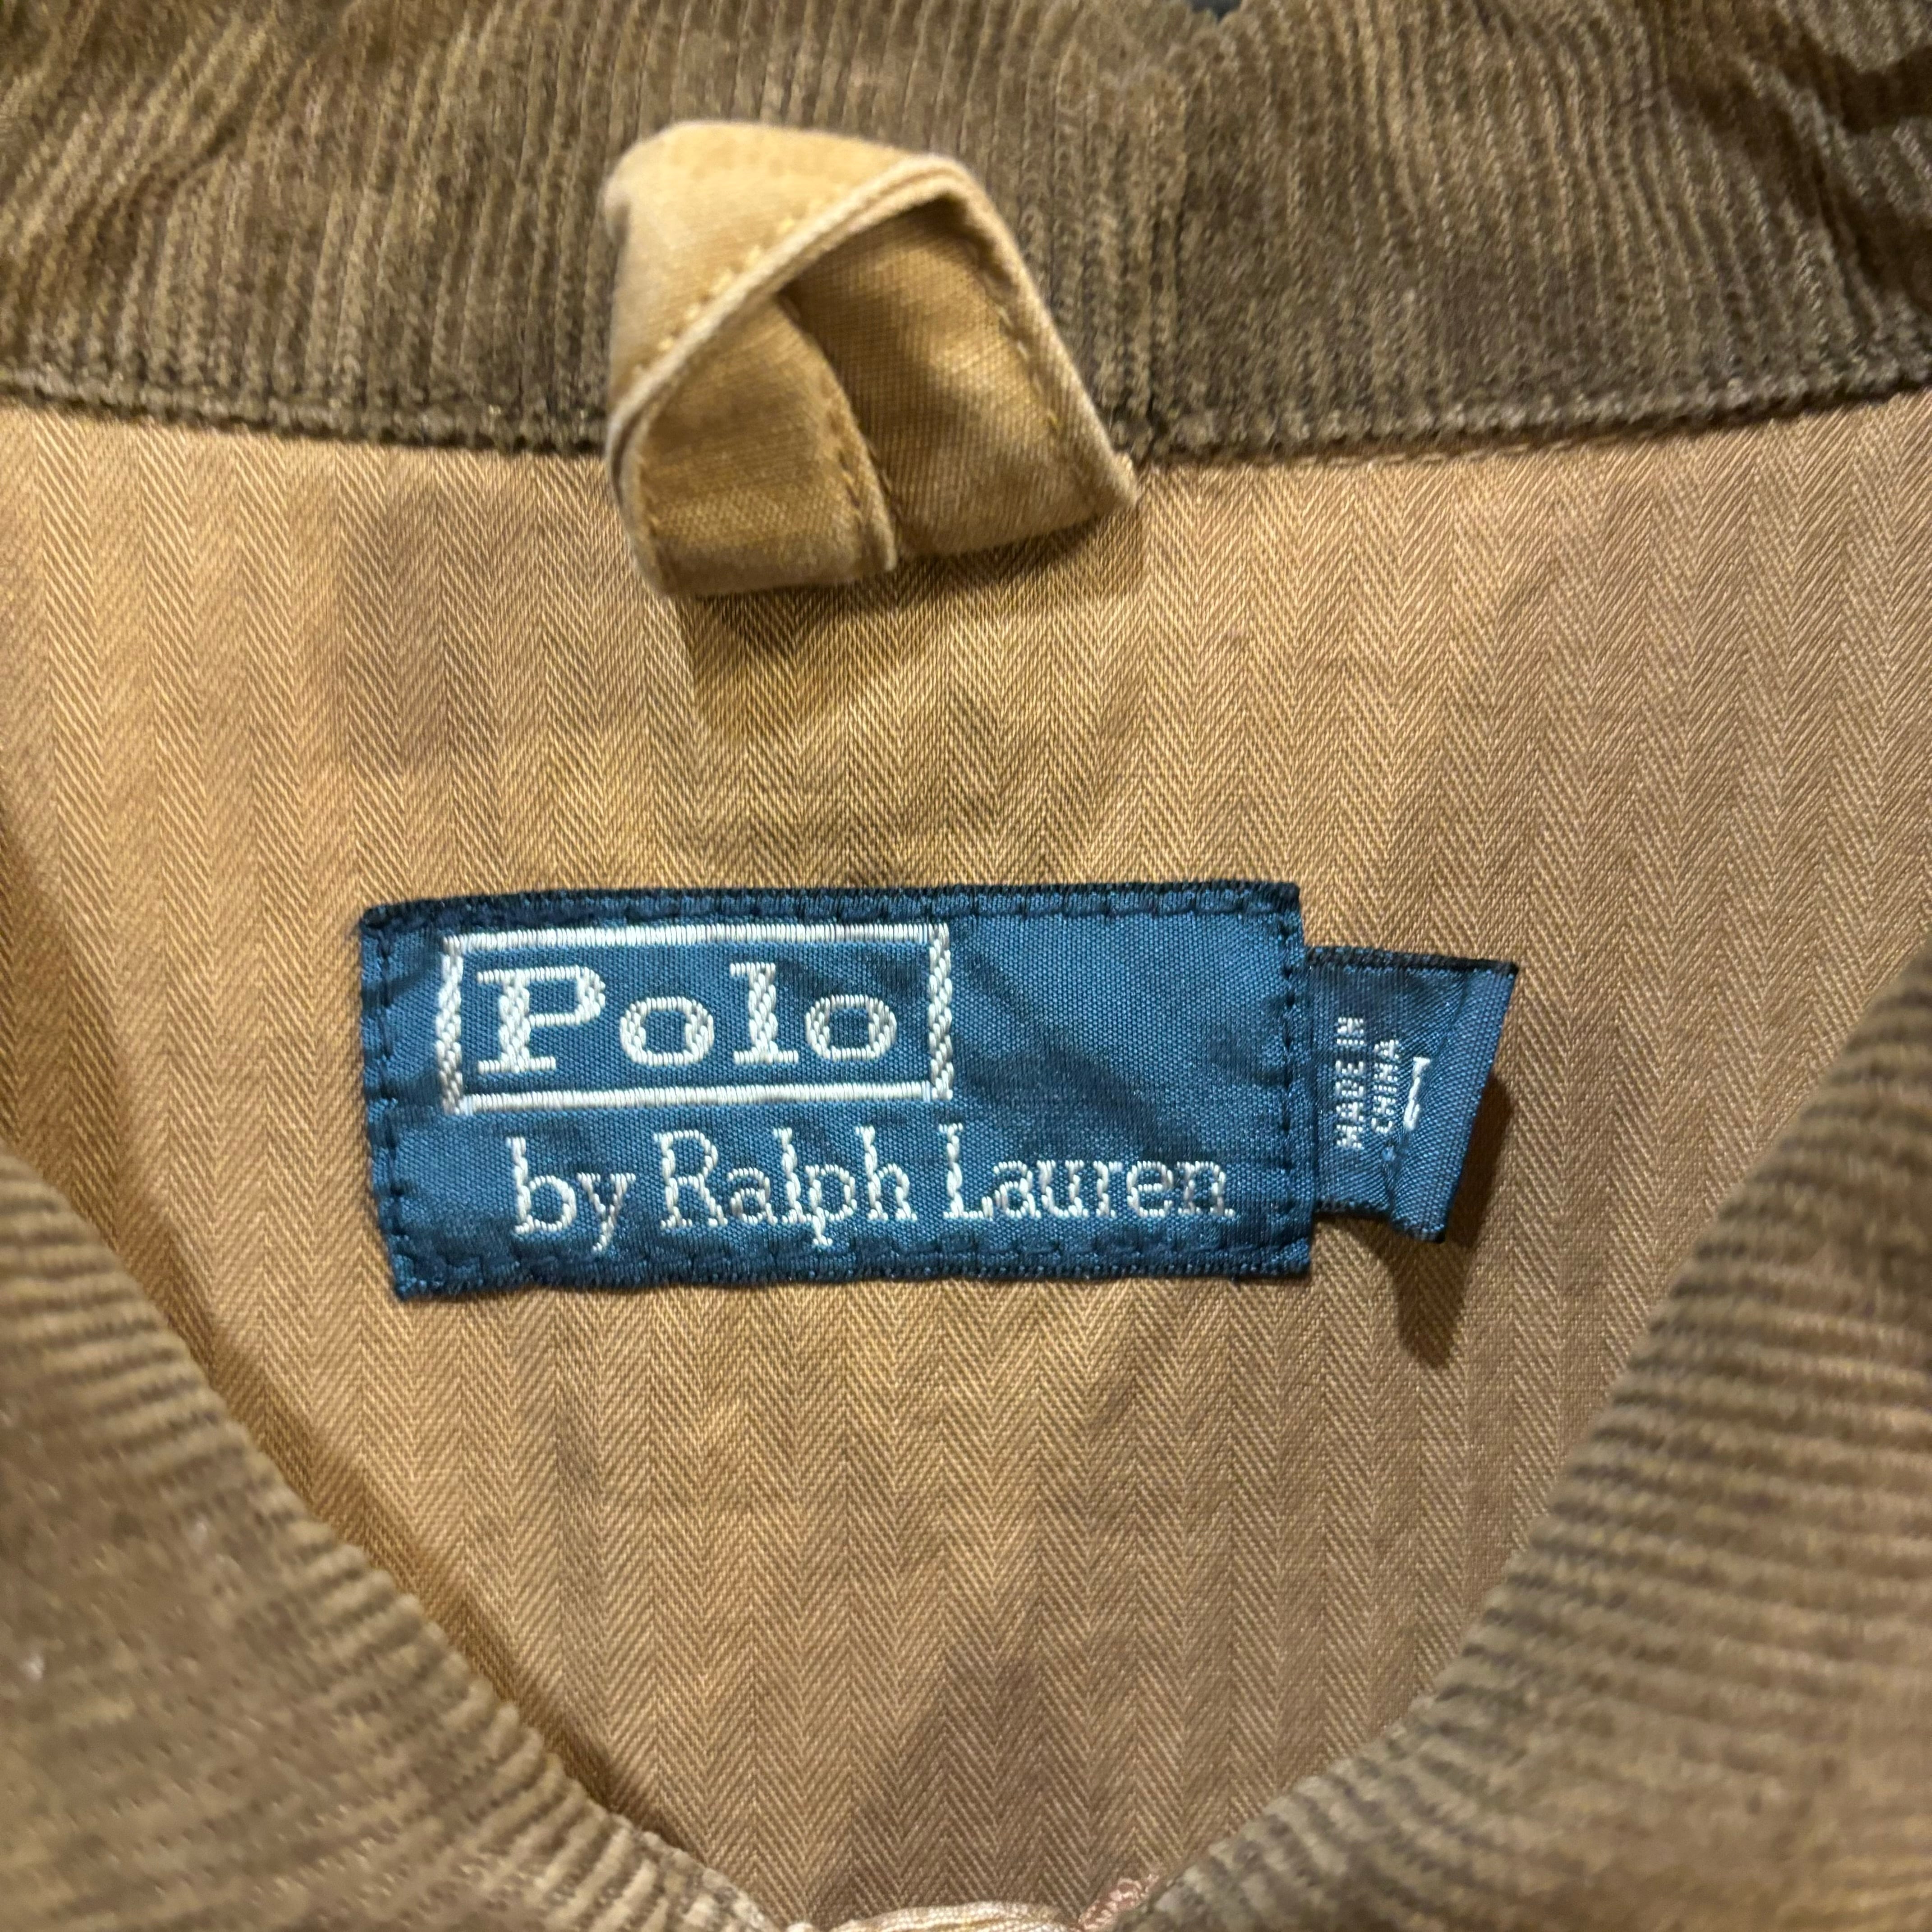 Polo
by Ralph Lauren
MADE IN
CHINA